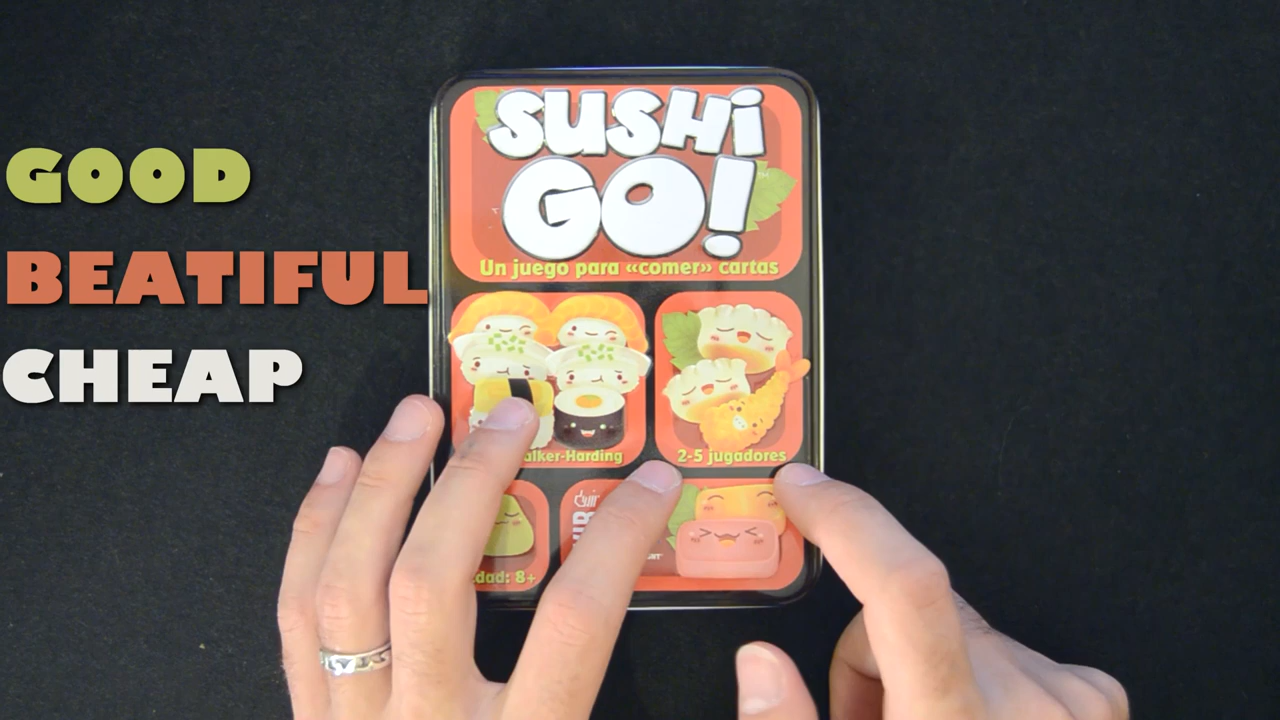 GOOD
BEATIFUL
CHEAP
SUSHi
GO!
Un juego para «comer» cartas
alker-Harding
2-5 jugadores
dad: 8+